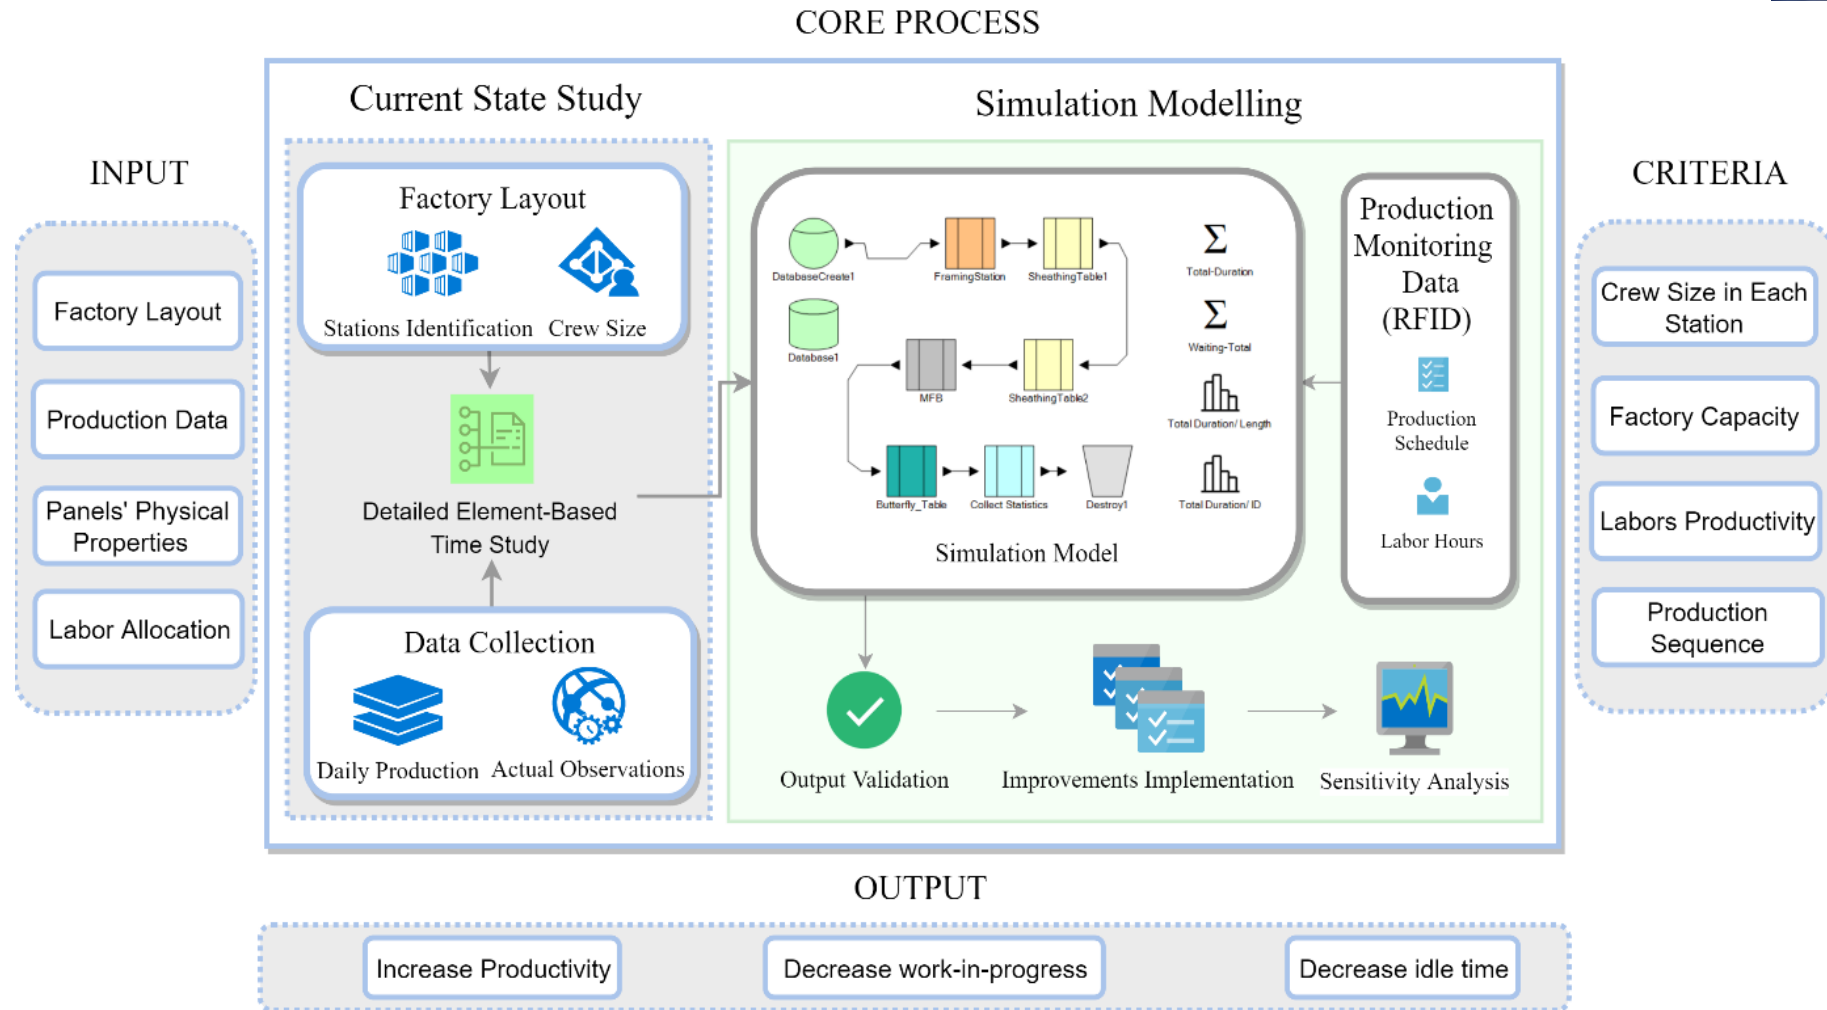 CORE PROCESS
INPUT
Factory Layout
Production Data
Panels' Physical
Properties
Labor Allocation
Current State Study
Factory Layout
Stations Identification
Crew Size
Detailed Element-Based
Time Study
Data Collection
Daily Production
Actual Observations
Simulation Modelling
DatabaseCreate1
FramingStation
SheathingTable1
Database1
MFB
SheathingTable2
Butterfly_Table
Collect Statistics
Destroy1
Σ
Total-Duration
Σ
Waiting-Total
Total Duration/ Length
Total Duration/ ID
Simulation Model
Production
Monitoring
Data
(RFID)
Production
Schedule
Labor Hours
Output Validation
Improvements Implementation
Sensitivity Analysis
CRITERIA
Crew Size in Each
Station
Factory Capacity
Labors Productivity
Production
Sequence
OUTPUT
Increase Productivity
Decrease work-in-progress
Decrease idle time